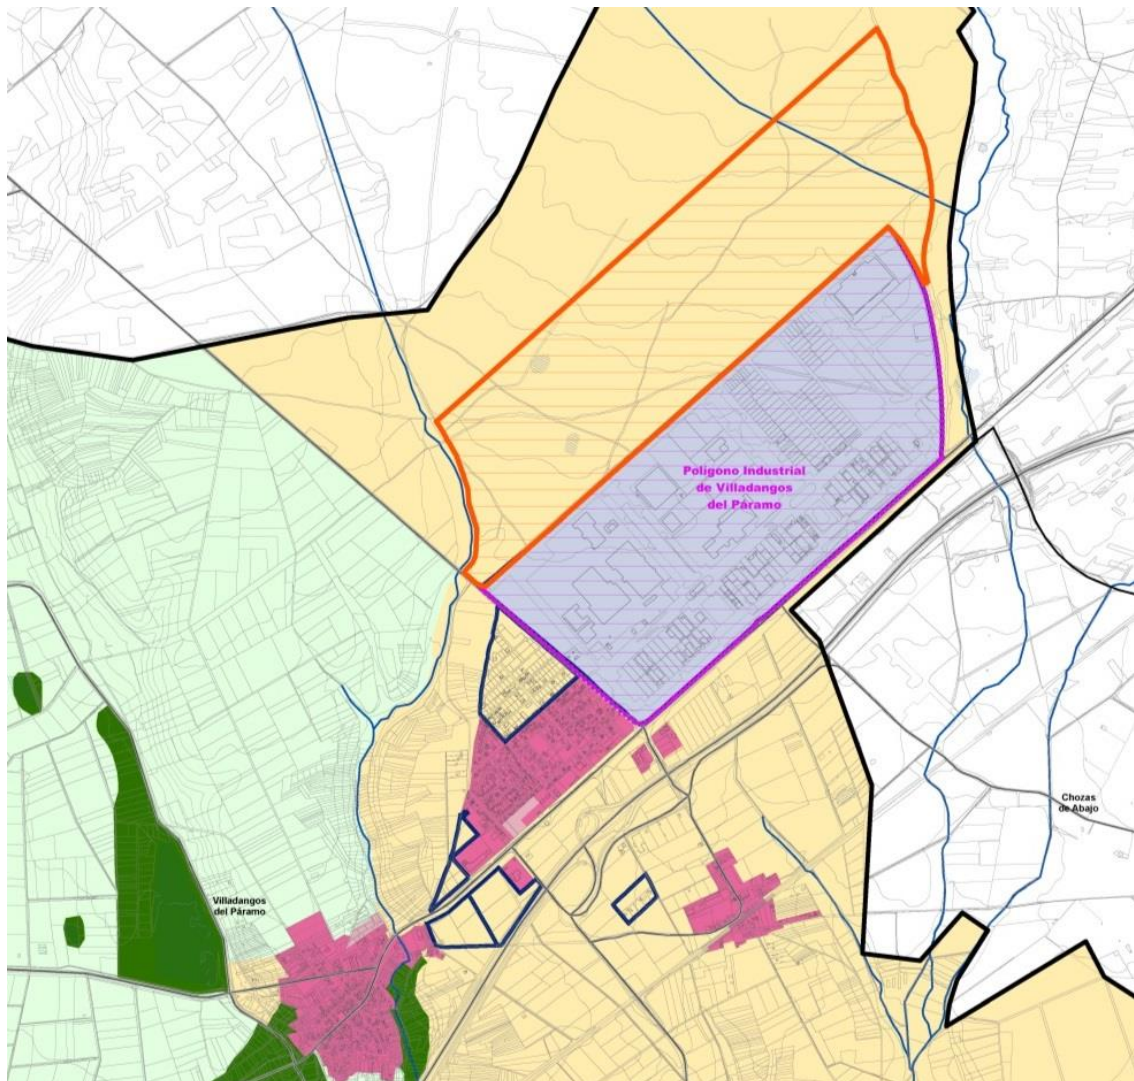 Polígono Industrial
de Villadangos
del Páramo
Chozas
de Abajo
Villadangos
del Páramo